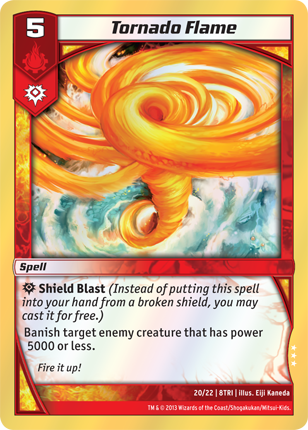 5
Tornado Flame
Spell
Shield Blast (Instead of putting this spell
into your hand from a broken shield, you may
cast it for free.)
Banish target enemy creature that has power
5000 or less.
Fire it up!
20/22 | 8TRI | illus. Eiji Kaneda
TM & © 2013 Wizards of the Coast/Shogakukan/Mitsui-Kids.